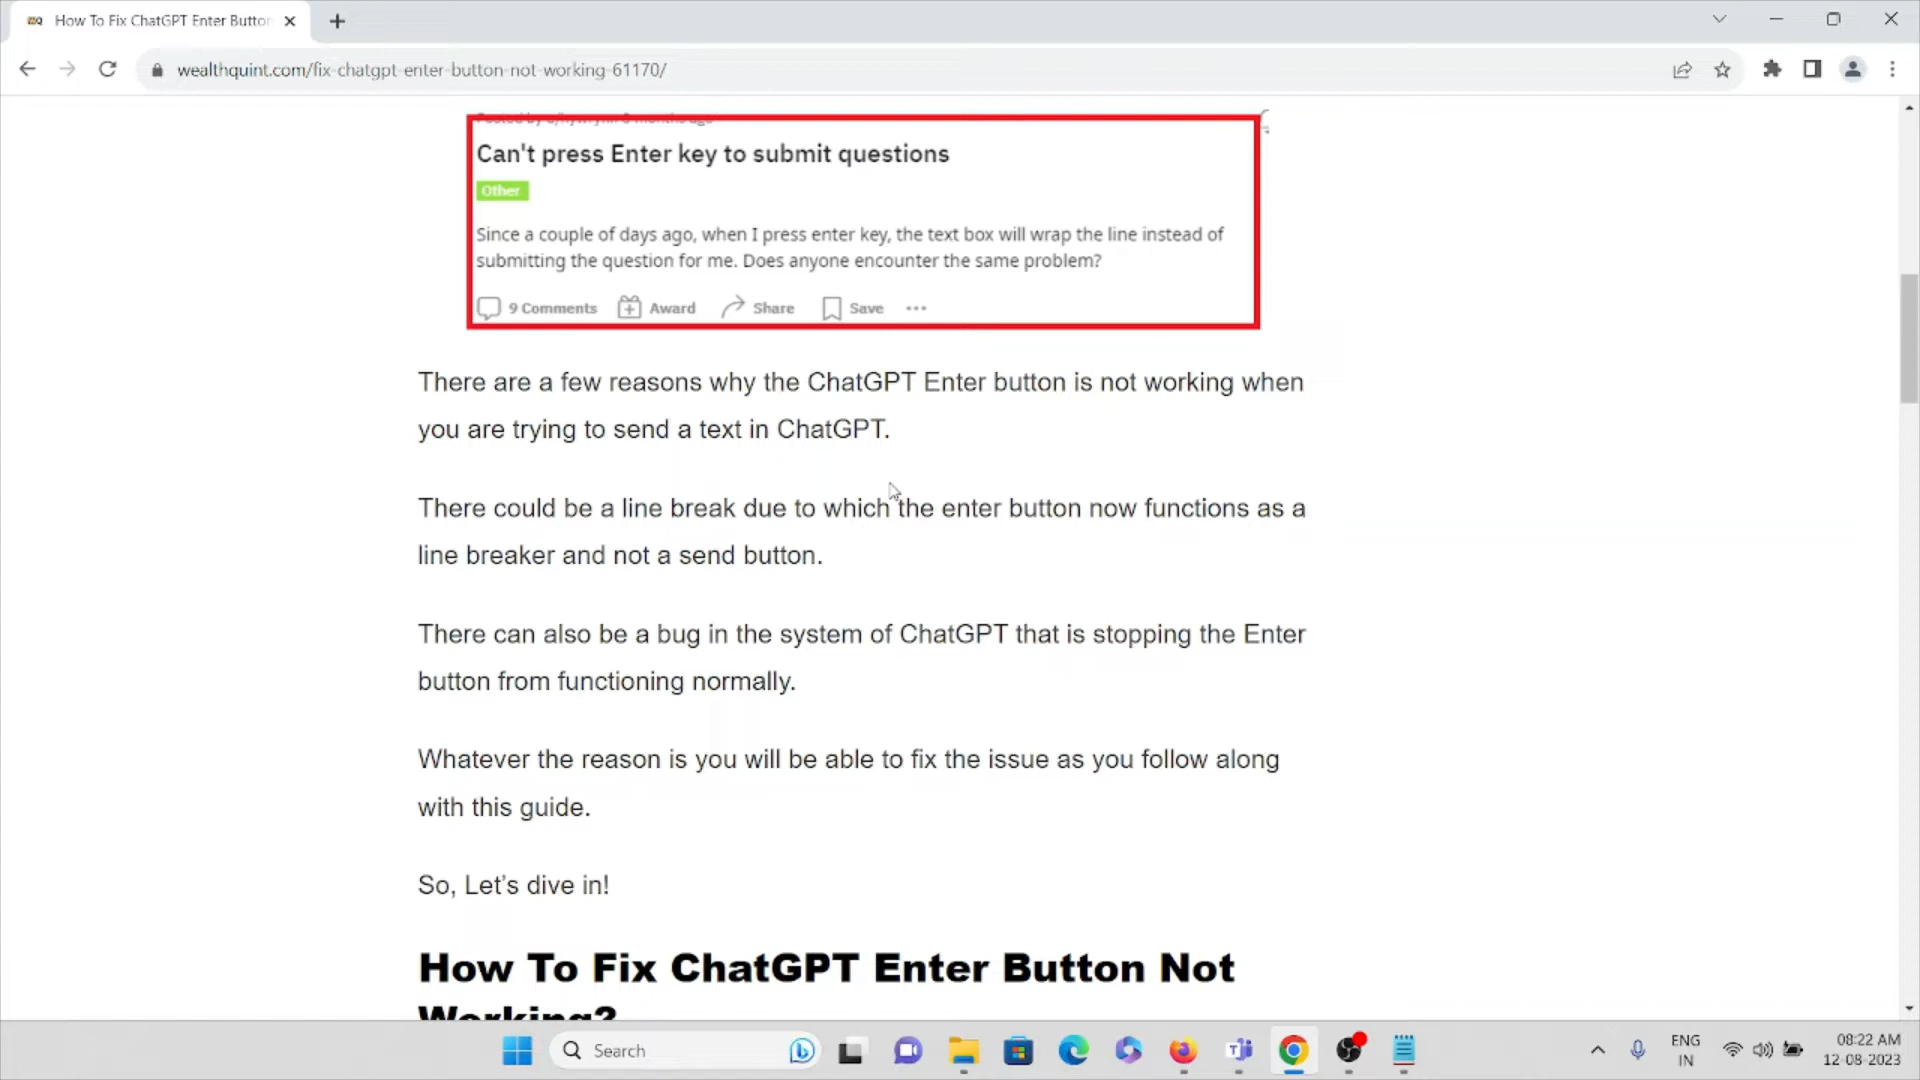 How To Fix ChatGPT Enter Button
wealthquint.com/fix-chatgpt-enter-button-not-working-61170/
Can't press Enter key to submit questions
Other
Since a couple of days ago, when I press enter key, the text box will wrap the line instead of
submitting the question for me. Does anyone encounter the same problem?
9 Comments Award Share Save
There are a few reasons why the ChatGPT Enter button is not working when
you are trying to send a text in ChatGPT.
There could be a line break due to which the enter button now functions as a
line breaker and not a send button.
There can also be a bug in the system of ChatGPT that is stopping the Enter
button from functioning normally.
Whatever the reason is you will be able to fix the issue as you follow along
with this guide.
So, Let's dive in!
How To Fix ChatGPT Enter Button Not
Working?
Search
ENG
IN
08:22 AM
12-08-2023